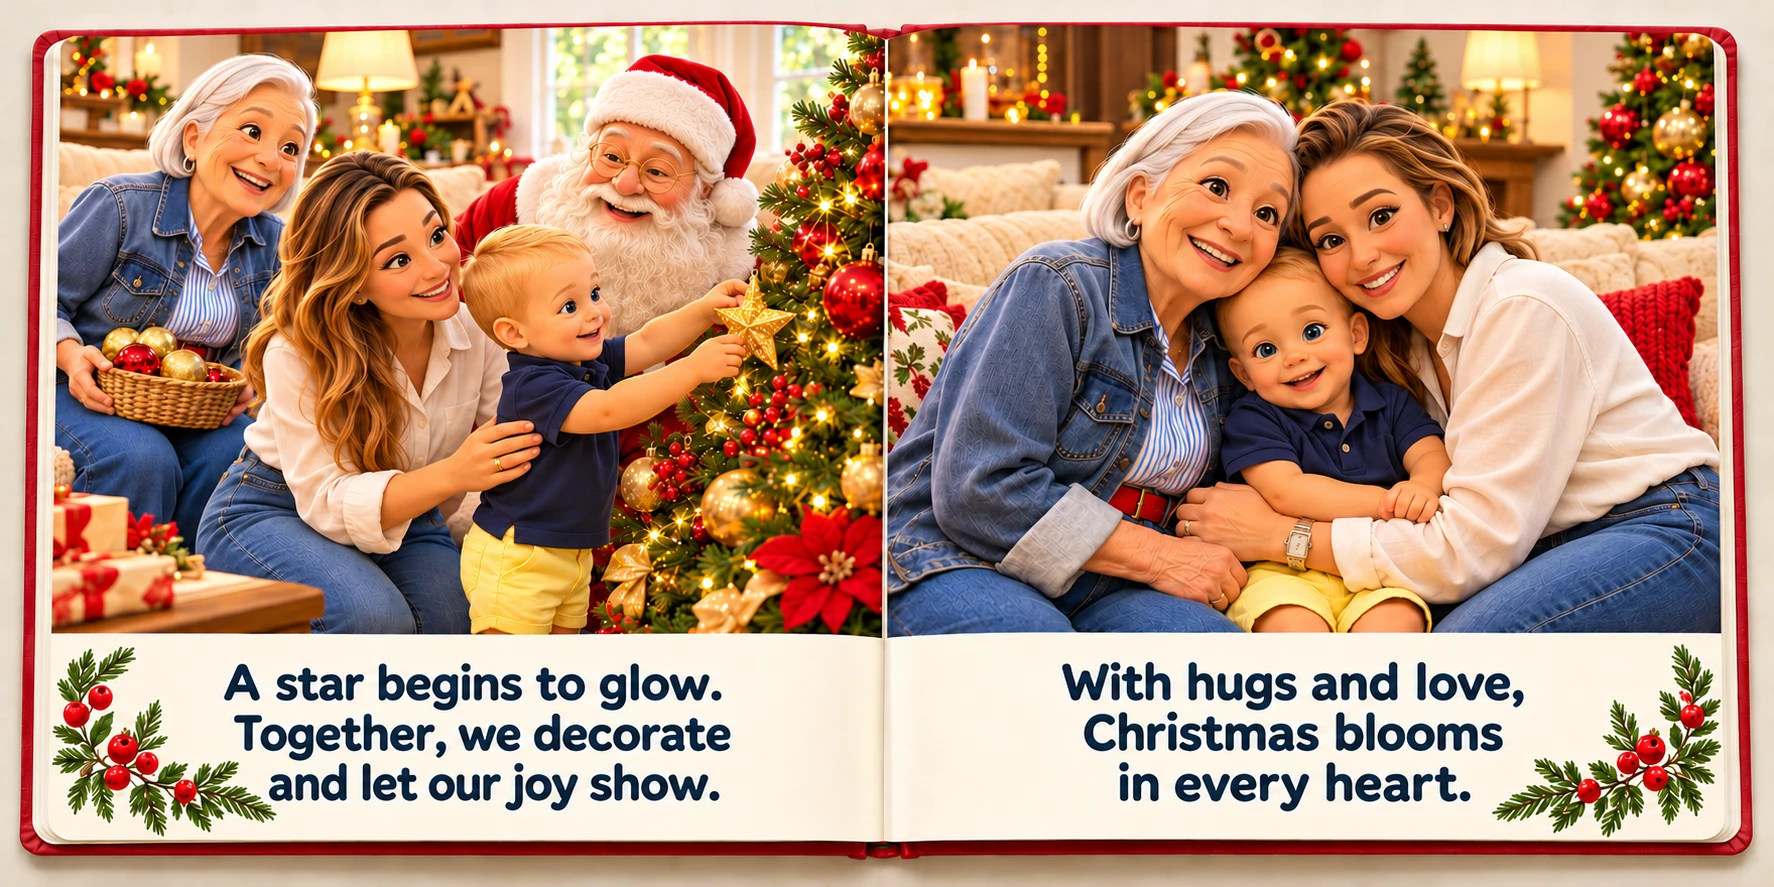 A star begins to glow.
Together, we decorate
and let our joy show.
With hugs and love,
Christmas blooms
in every heart.